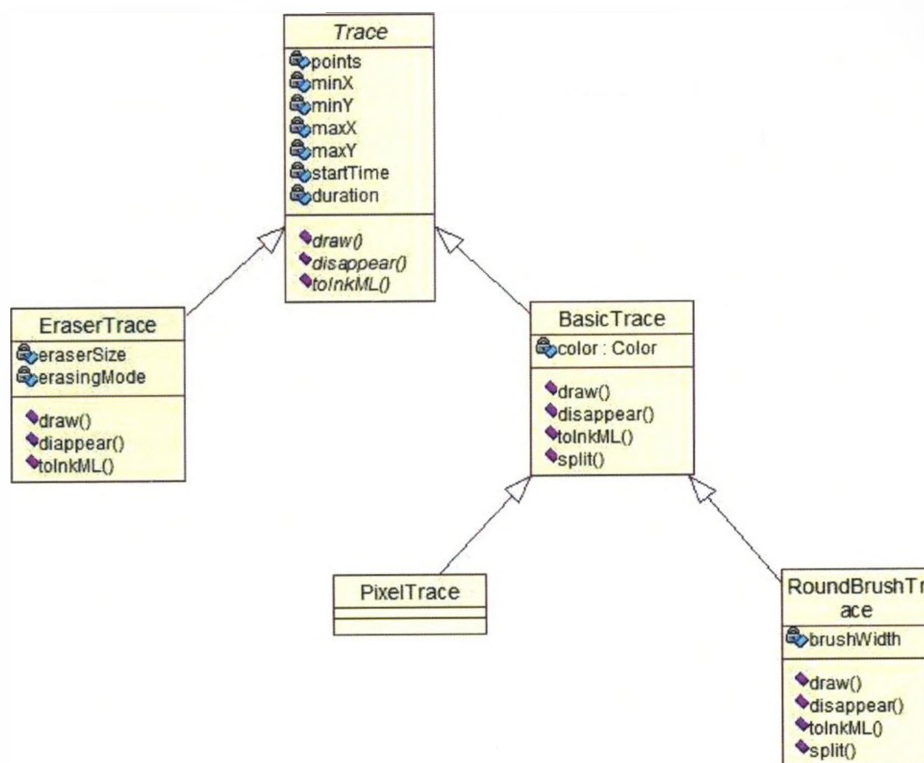 Trace
points
minX
minY
maxX
maxY
startTime
duration
draw()
disappear()
toInkML()
EraserTrace
eraserSize
erasingMode
draw()
diappear()
toInkML()
BasicTrace
color : Color
draw()
disappear()
toInkML()
split()
PixelTrace
RoundBrushTr
ace
brushWidth
draw()
disappear()
toInkML()
split()